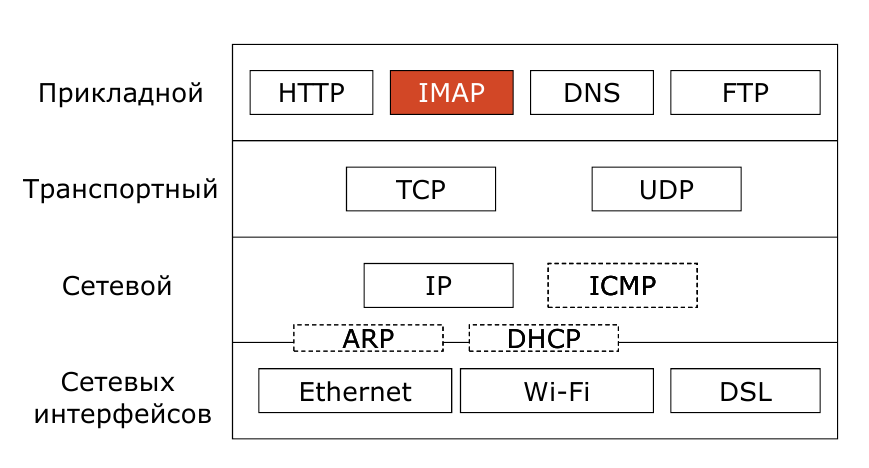 Прикладной
HTTP IMAP DNS FTP
Транспортный
TCP UDP
Сетевой
IP ICMP
ARP DHCP
Сетевых
интерфейсов
Ethernet Wi-Fi DSL